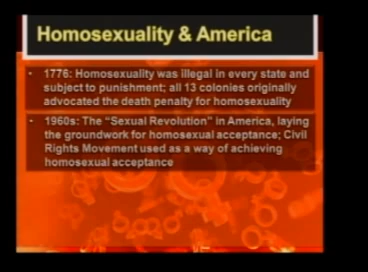 Homosexuality & America
• 1776: Homosexuality was illegal in every state and
subject to punishment; all 13 colonies originally
advocated the death penalty for homosexuality
• 1960s: The “Sexual Revolution” in America, laying
the groundwork for homosexual acceptance; Civil
Rights Movement used as a way of achieving
homosexual acceptance